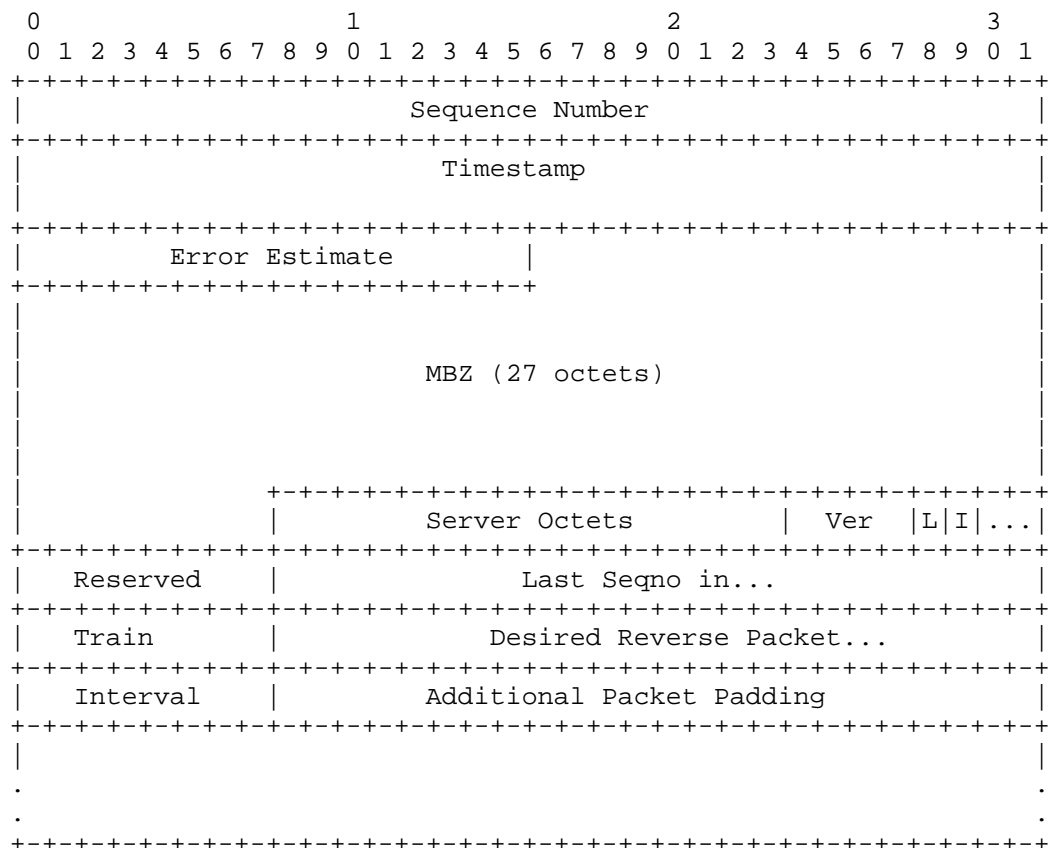 0                   1                   2                   3
0 1 2 3 4 5 6 7 8 9 0 1 2 3 4 5 6 7 8 9 0 1 2 3 4 5 6 7 8 9 0 1
+-+-+-+-+-+-+-+-+-+-+-+-+-+-+-+-+-+-+-+-+-+-+-+-+-+-+-+-+-+-+-+-+
|                        Sequence Number                        |
+-+-+-+-+-+-+-+-+-+-+-+-+-+-+-+-+-+-+-+-+-+-+-+-+-+-+-+-+-+-+-+-+
|                          Timestamp                            |
|                                                               |
+-+-+-+-+-+-+-+-+-+-+-+-+-+-+-+-+-+-+-+-+-+-+-+-+-+-+-+-+-+-+-+-+
|         Error Estimate        |                               |
+-+-+-+-+-+-+-+-+-+-+-+-+-+-+-+-+                               |
|                                                               |
|                                                               |
|                         MBZ (27 octets)                       |
|                                                               |
|                                                               |
|                                                               |
|               +-+-+-+-+-+-+-+-+-+-+-+-+-+-+-+-+-+-+-+-+-+-+-+-+
|               |         Server Octets         |  Ver  |L|I|...|
+-+-+-+-+-+-+-+-+-+-+-+-+-+-+-+-+-+-+-+-+-+-+-+-+-+-+-+-+-+-+-+-+
|   Reserved    |               Last Seqno in...                |
+-+-+-+-+-+-+-+-+-+-+-+-+-+-+-+-+-+-+-+-+-+-+-+-+-+-+-+-+-+-+-+-+
|   Train       |             Desired Reverse Packet...         |
+-+-+-+-+-+-+-+-+-+-+-+-+-+-+-+-+-+-+-+-+-+-+-+-+-+-+-+-+-+-+-+-+
|   Interval    |         Additional Packet Padding             |
+-+-+-+-+-+-+-+-+-+-+-+-+-+-+-+-+-+-+-+-+-+-+-+-+-+-+-+-+-+-+-+-+
|                                                               |
.                                                               .
.                                                               .
+-+-+-+-+-+-+-+-+-+-+-+-+-+-+-+-+-+-+-+-+-+-+-+-+-+-+-+-+-+-+-+-+